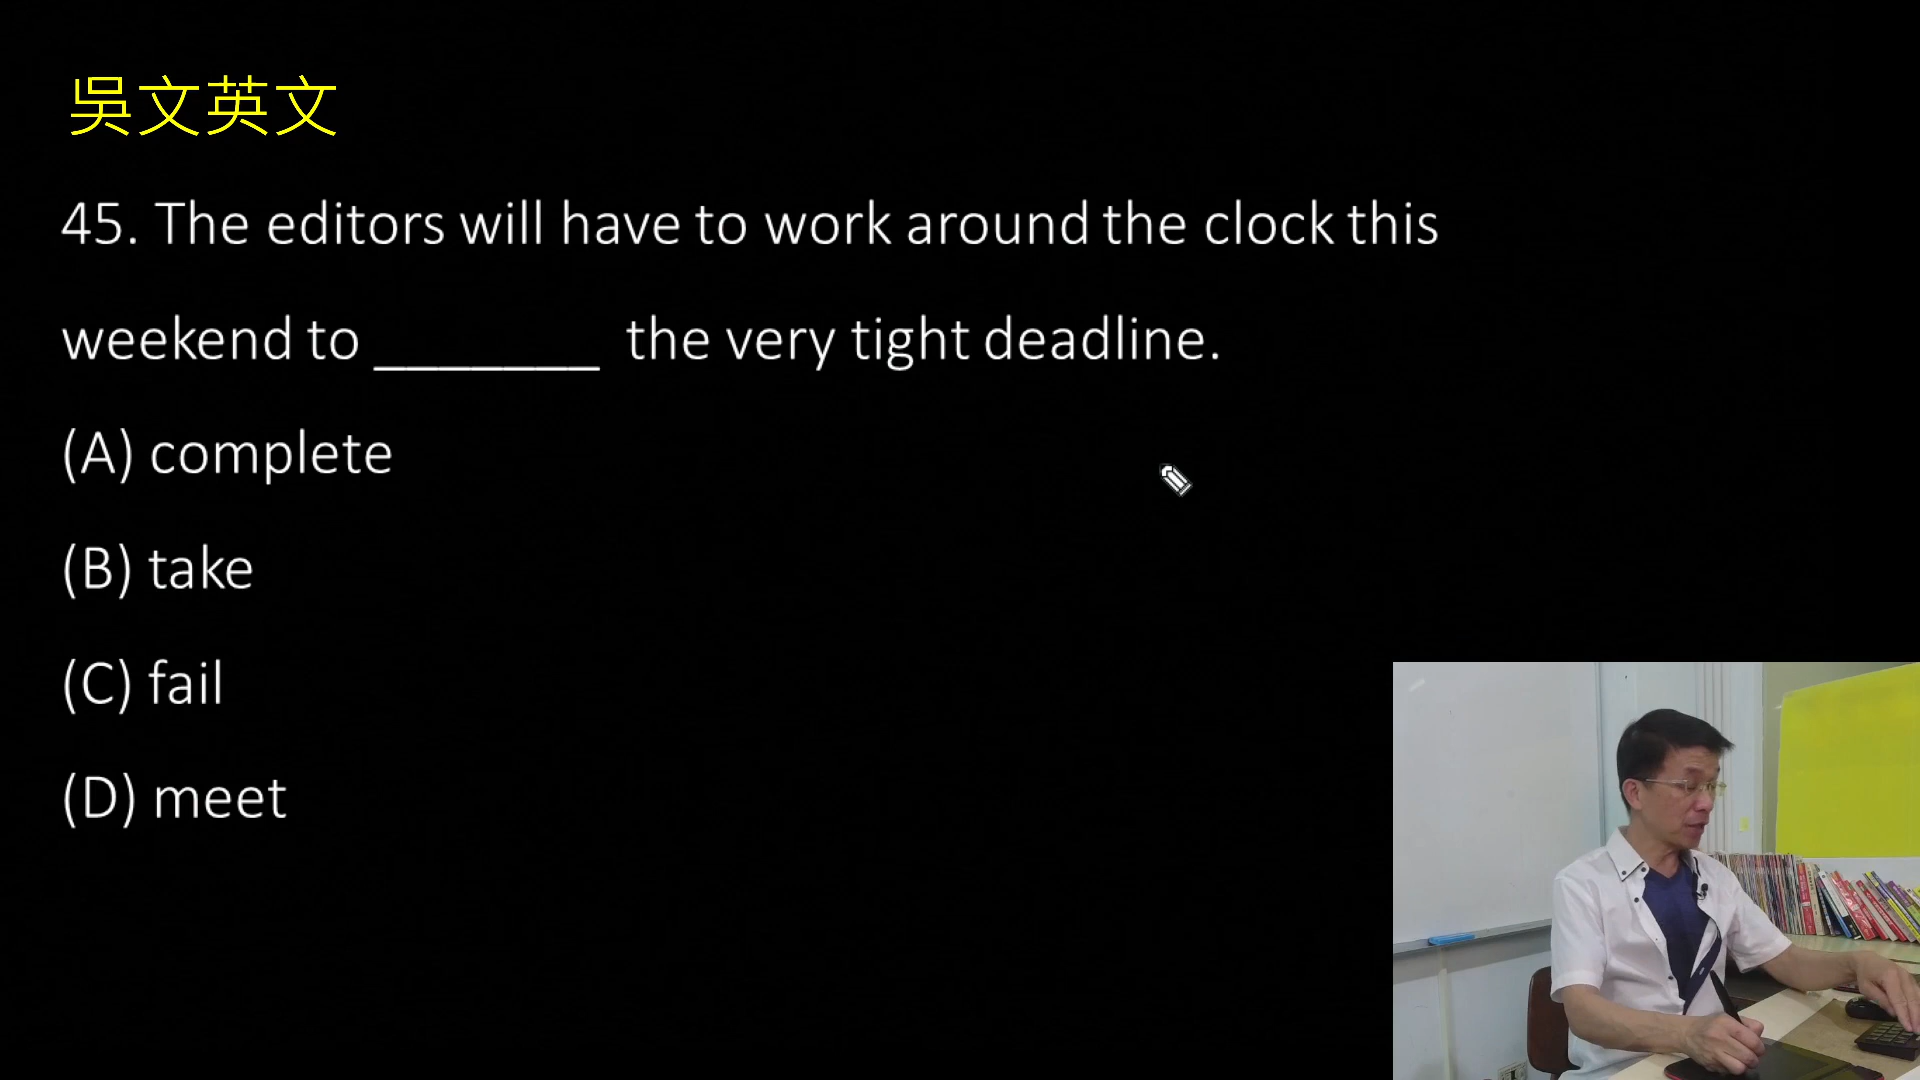 吳文英文
45. The editors will have to work around the clock this
weekend to _______ the very tight deadline.
(A) complete
(B) take
(C) fail
(D) meet